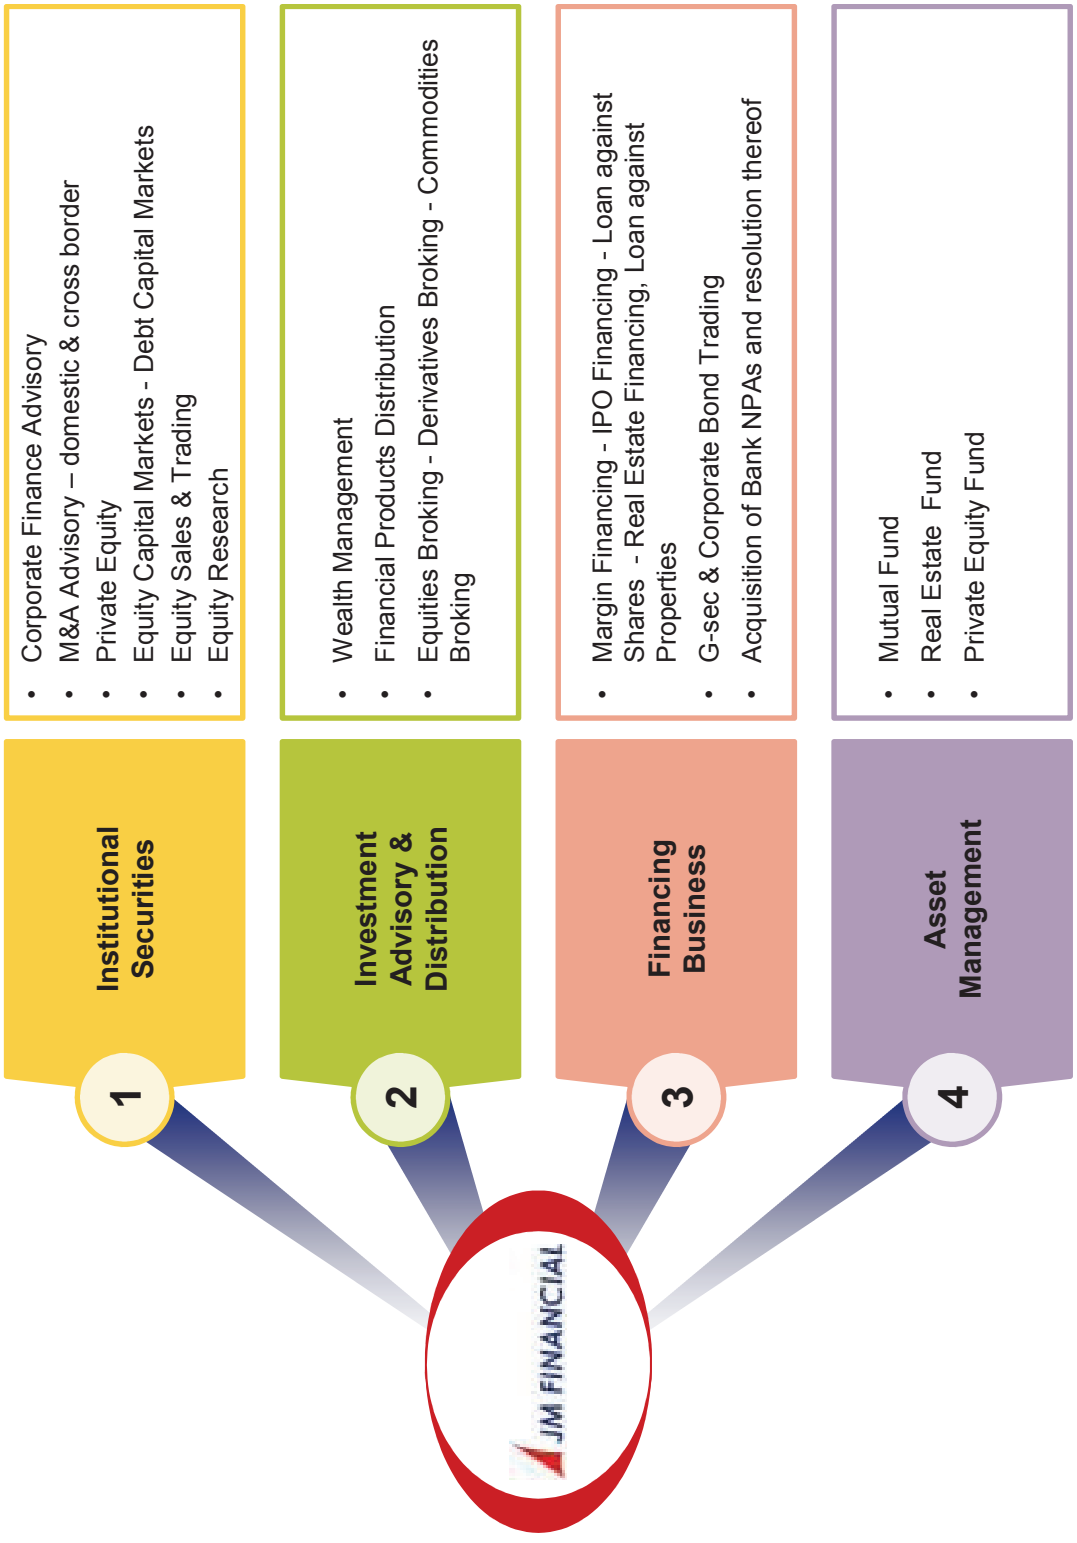 JM FINANCIAL
1
Institutional
Securities
• Corporate Finance Advisory
• M&A Advisory – domestic & cross border
• Private Equity
• Equity Capital Markets - Debt Capital Markets
• Equity Sales & Trading
• Equity Research
2
Investment
Advisory &
Distribution
• Wealth Management
• Financial Products Distribution
• Equities Broking - Derivatives Broking - Commodities
Broking
3
Financing
Business
• Margin Financing - IPO Financing - Loan against
Shares - Real Estate Financing, Loan against
Properties
• G-sec & Corporate Bond Trading
• Acquisition of Bank NPAs and resolution thereof
4
Asset
Management
• Mutual Fund
• Real Estate Fund
• Private Equity Fund